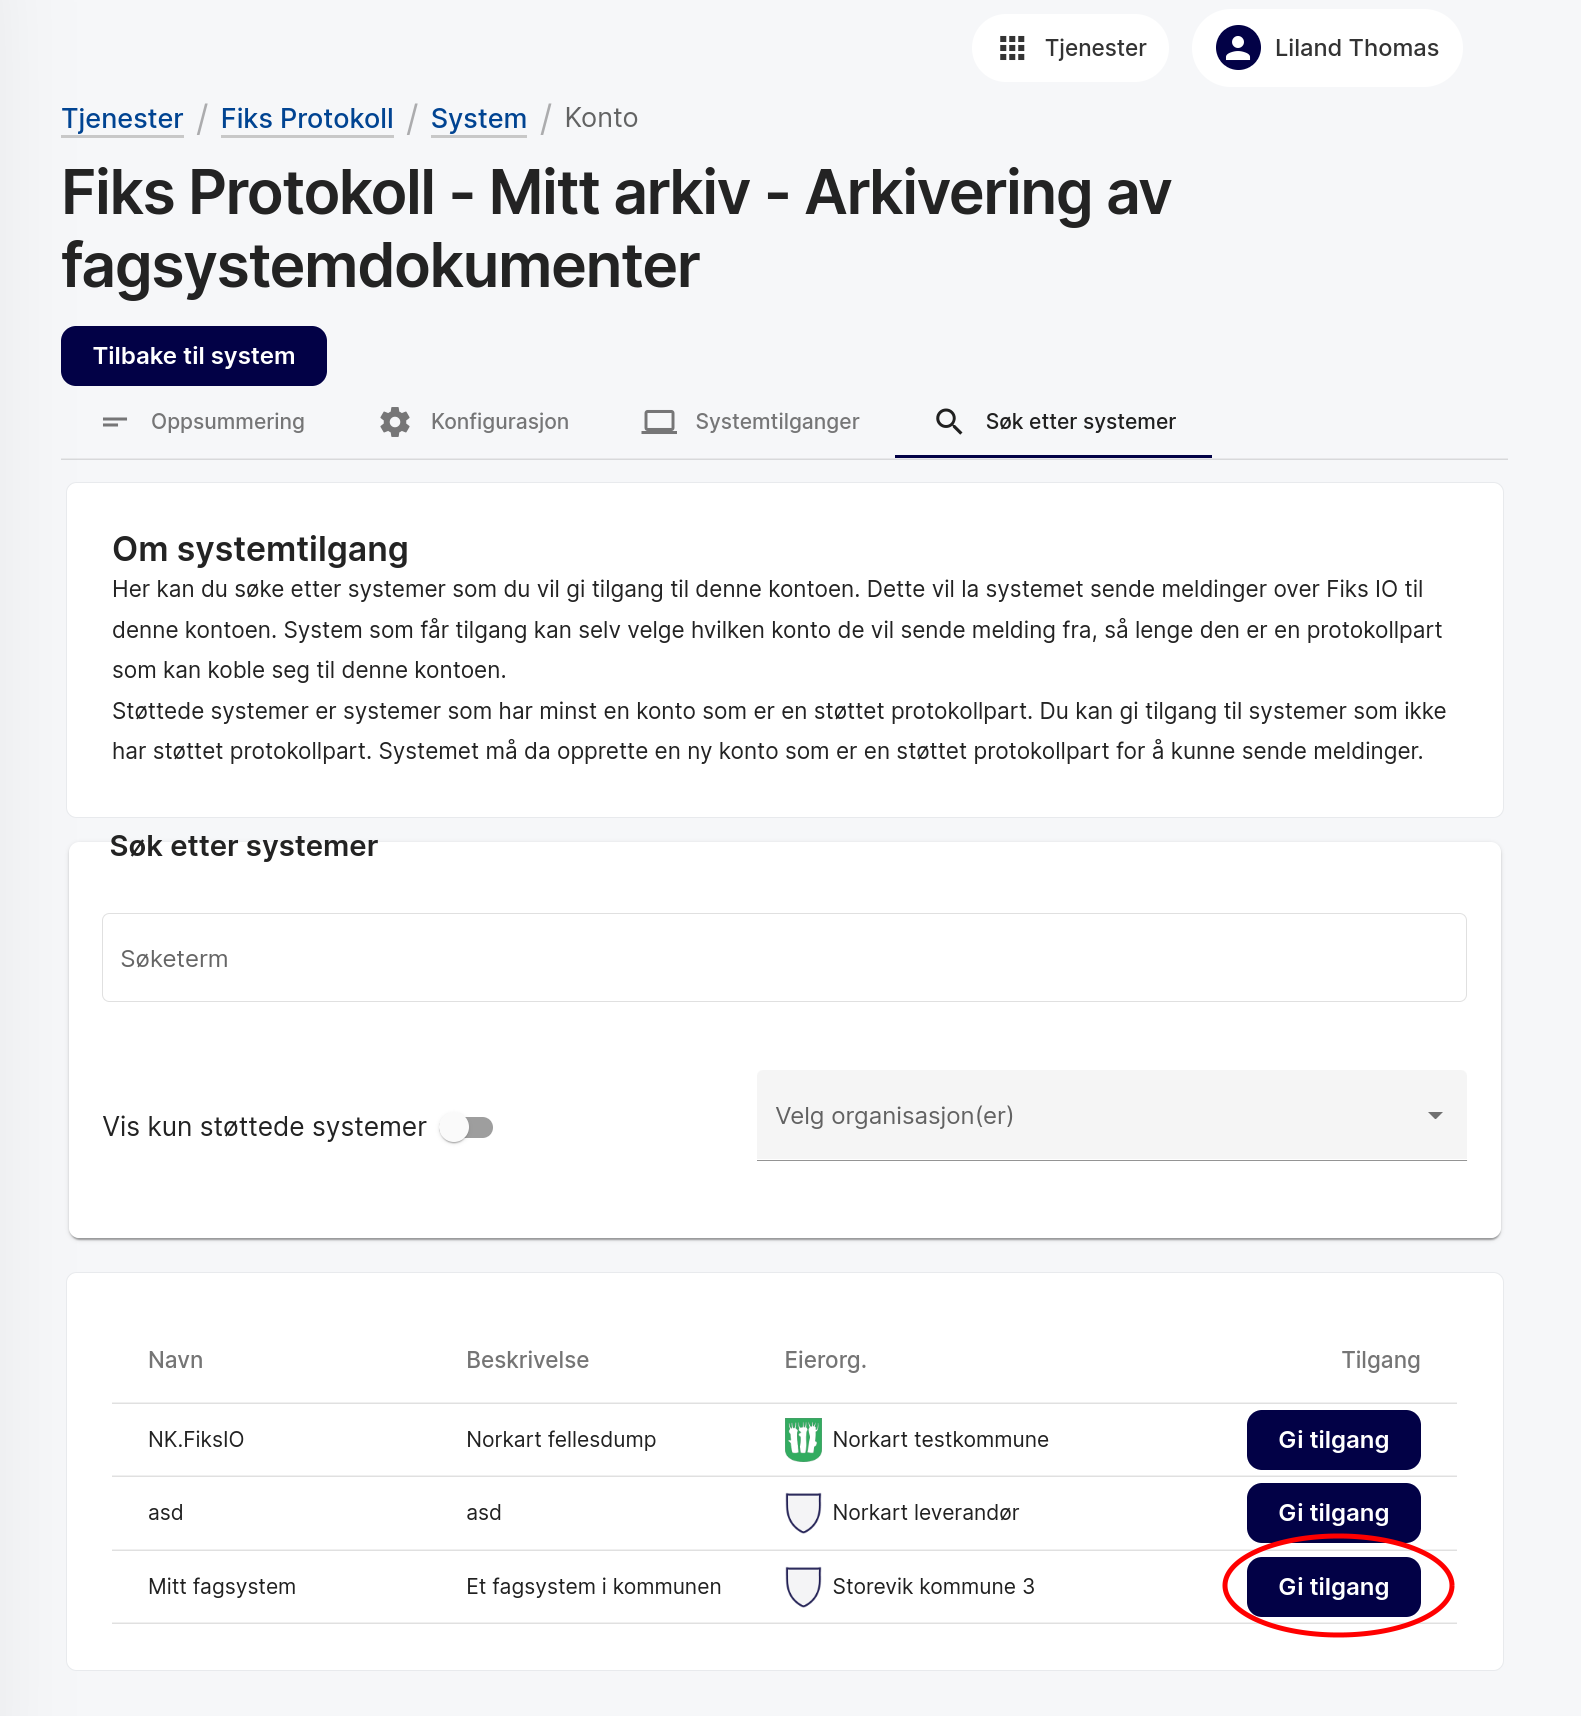 Tjenester
Liland Thomas
Tjenester / Fiks Protokoll / System / Konto
Fiks Protokoll - Mitt arkiv - Arkivering av
fagsystemdokumenter
Tilbake til system
Oppsummering Konfigurasjon Systemtilganger Søk etter systemer
Om systemtilgang
Her kan du søke etter systemer som du vil gi tilgang til denne kontoen. Dette vil la systemet sende meldinger over Fiks IO til
denne kontoen. System som får tilgang kan selv velge hvilken konto de vil sende melding fra, så lenge den er en protokollpart
som kan koble seg til denne kontoen.
Støttede systemer er systemer som har minst en konto som er en støttet protokollpart. Du kan gi tilgang til systemer som ikke
har støttet protokollpart. Systemet må da opprette en ny konto som er en støttet protokollpart for å kunne sende meldinger.
Søk etter systemer
Søketerm
Vis kun støttede systemer
Velg organisasjon(er)
Navn Beskrivelse Eierorg. Tilgang
NK.FiksIO Norkart fellesdump Norkart testkommune Gi tilgang
asd asd Norkart leverandør Gi tilgang
Mitt fagsystem Et fagsystem i kommunen Storevik kommune 3 Gi tilgang